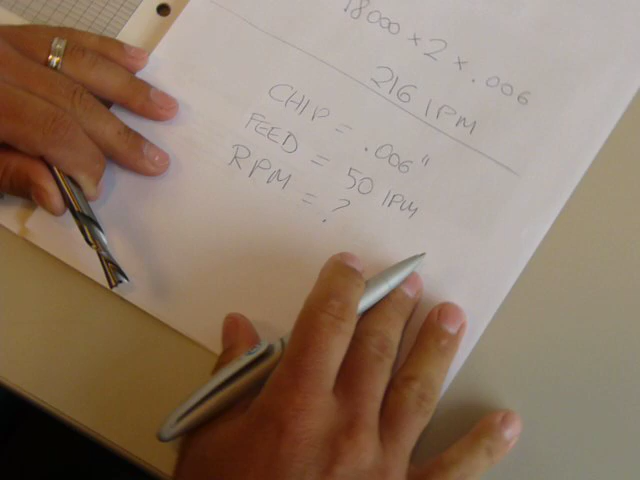 18000 × 2 × .006
216 IPM
CHIP = .006"
FEED = 50 IPM
RPM = ?